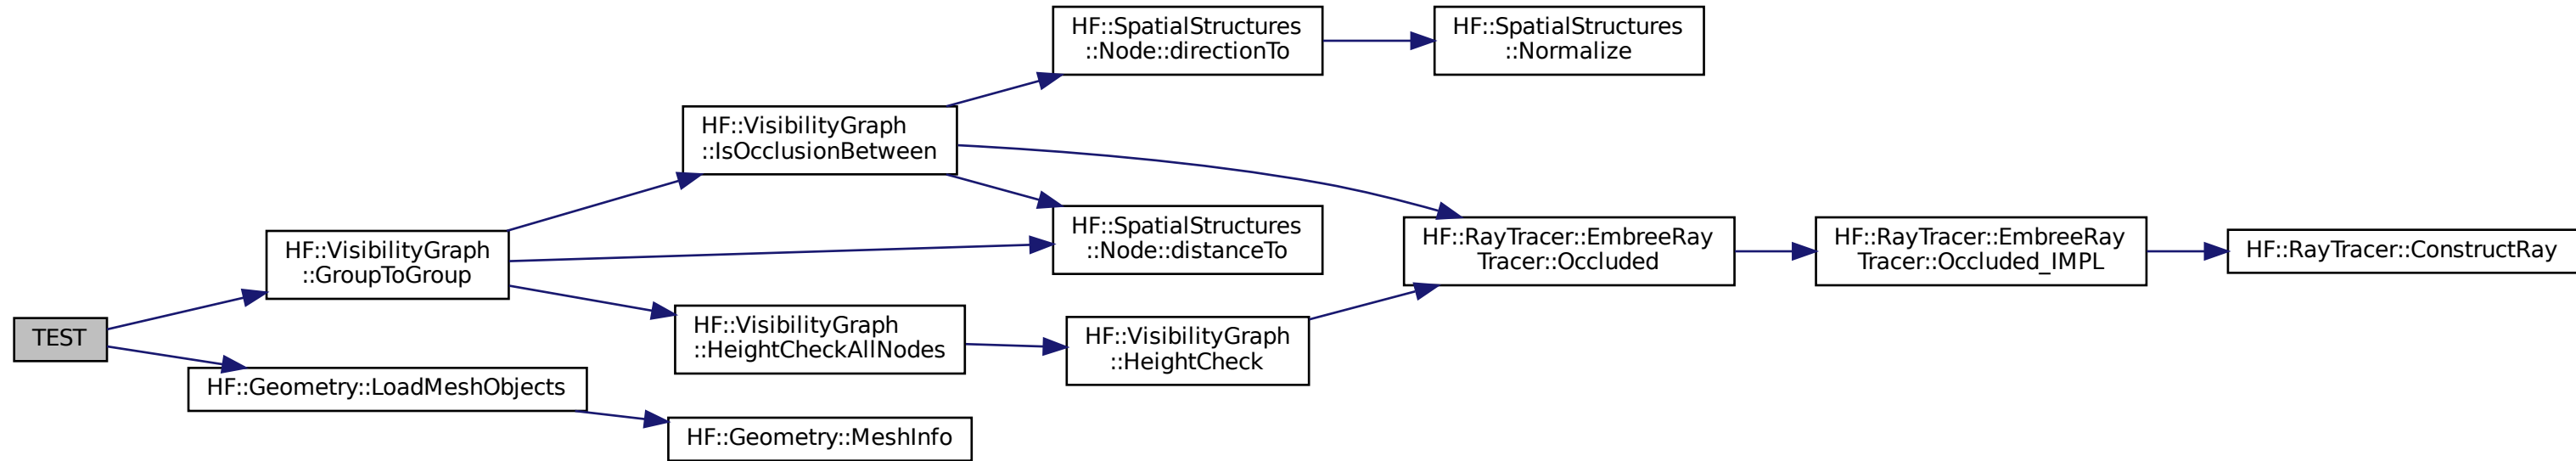 TEST
HF::VisibilityGraph
::GroupToGroup
HF::Geometry::LoadMeshObjects
HF::VisibilityGraph
::IsOcclusionBetween
HF::VisibilityGraph
::HeightCheckAllNodes
HF::Geometry::MeshInfo
HF::SpatialStructures
::Node::directionTo
HF::SpatialStructures
::Node::distanceTo
HF::VisibilityGraph
::HeightCheck
HF::SpatialStructures
::Normalize
HF::RayTracer::EmbreeRay
Tracer::Occluded
HF::RayTracer::EmbreeRay
Tracer::Occluded_IMPL
HF::RayTracer::ConstructRay